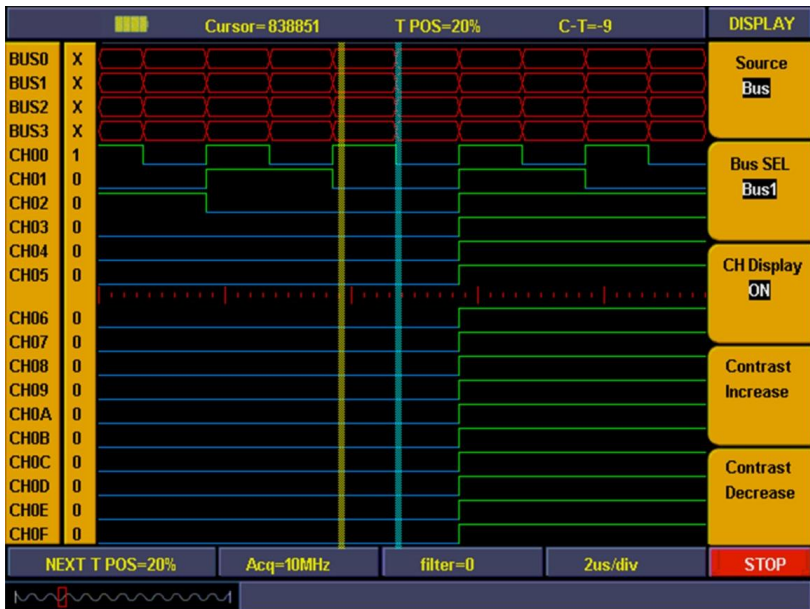 Cursor=838851 T POS=20% C-T=-9 DISPLAY
BUS0 X
BUS1 X
BUS2 X
BUS3 X
CH00 1
CH01 0
CH02 0
CH03 0
CH04 0
CH05 0
CH06 0
CH07 0
CH08 0
CH09 0
CH0A 0
CH0B 0
CH0C 0
CH0D 0
CH0E 0
CH0F 0
Source
Bus
Bus SEL
Bus1
CH Display
ON
Contrast
Increase
Contrast
Decrease
NEXT T POS=20% Acq=10MHz filter=0 2us/div STOP